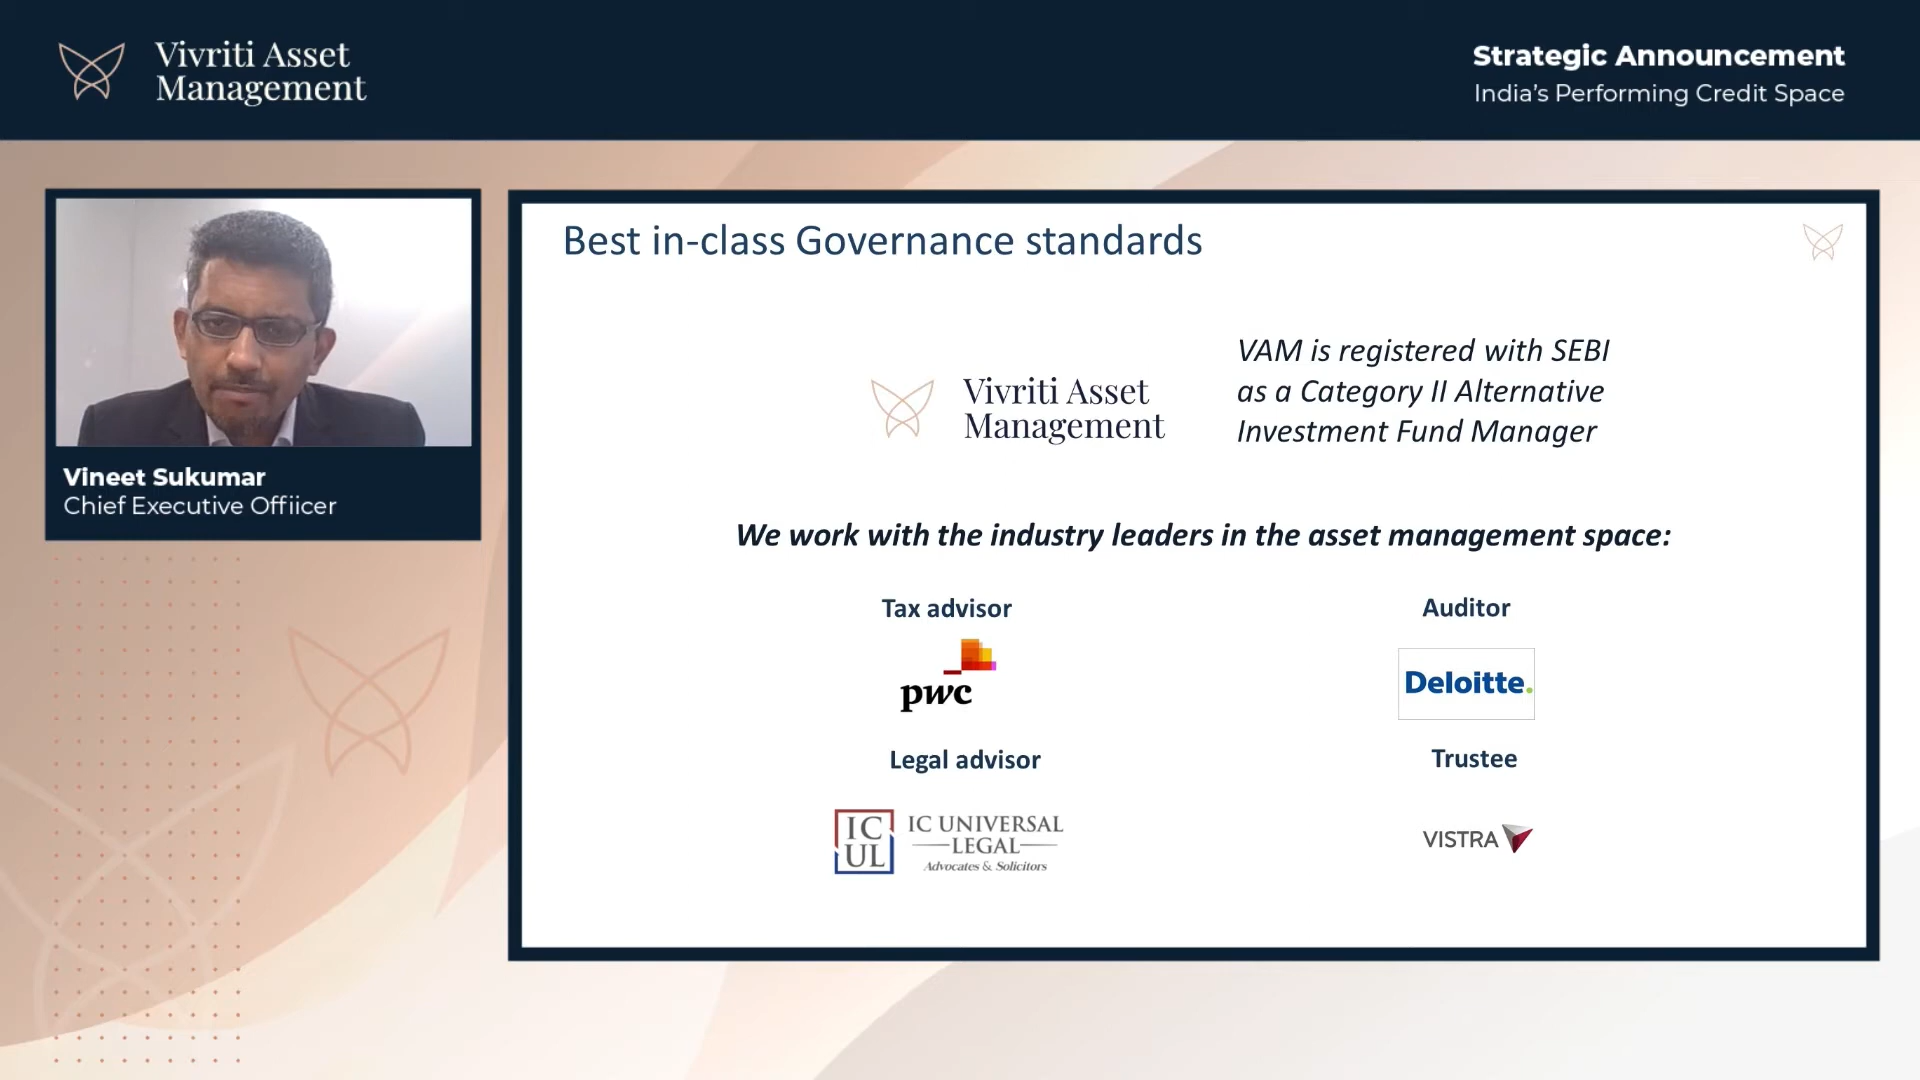 Vivriti Asset
Management
Strategic Announcement
India's Performing Credit Space
Vineet Sukumar
Chief Executive Offiicer
Best in-class Governance standards
Vivriti Asset
Management
VAM is registered with SEBI
as a Category II Alternative
Investment Fund Manager
We work with the industry leaders in the asset management space:
Tax advisor
pwc
Auditor
Deloitte.
Legal advisor
IC
UL
IC UNIVERSAL
LEGAL
Advocates & Solicitors
Trustee
VISTRA